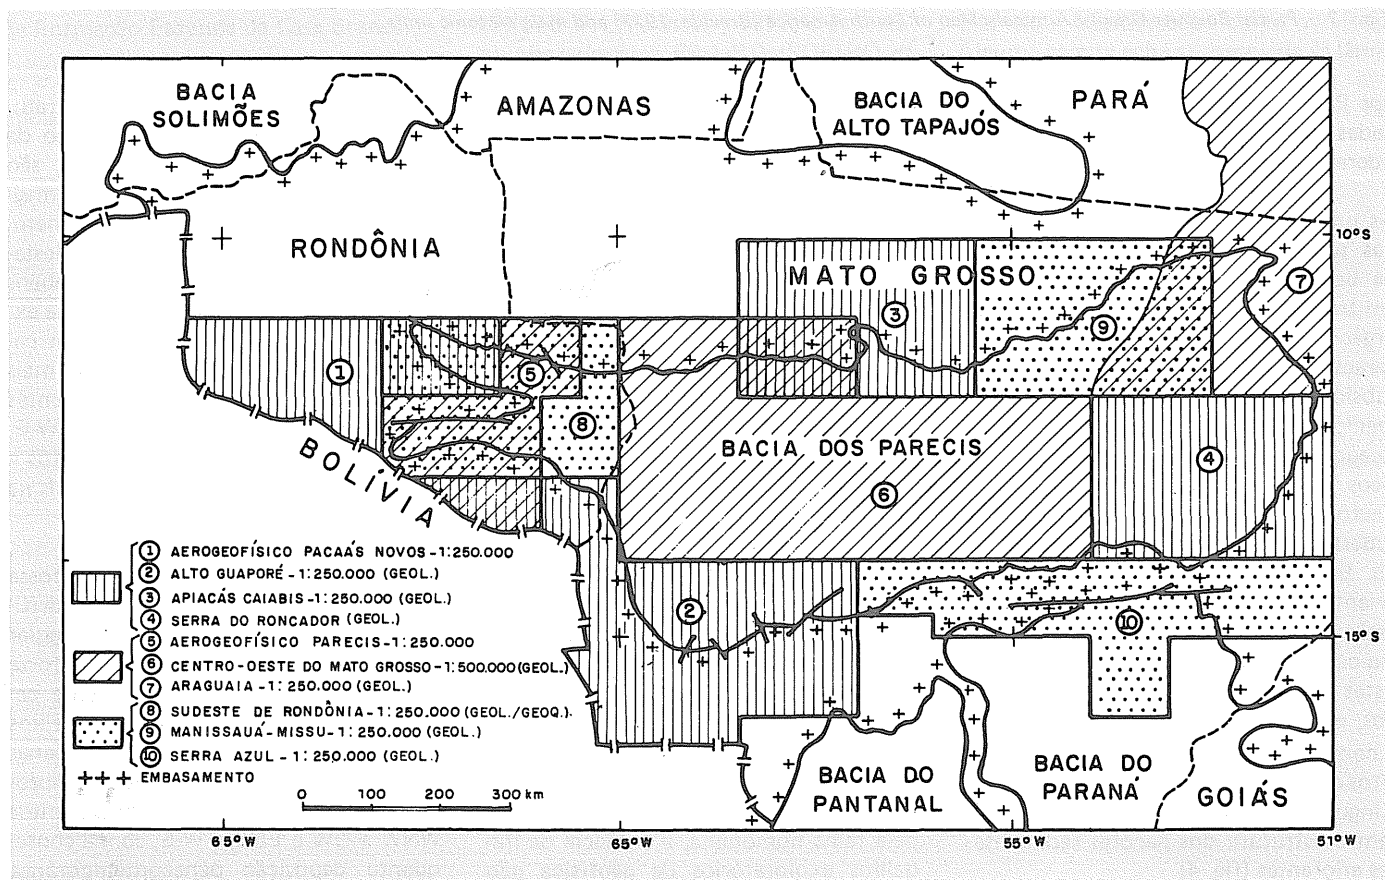 BACIA
SOLIMÕES
AMAZONAS
BACIA DO
ALTO TAPAJÓS
PARÁ
RONDÔNIA
10°S
MATO GROSSO
7
3
9
1
5
8
BACIA DOS PARECIS
4
6
BOLÍVIA
1 AEROGEOFÍSICO PACAÁS NOVOS-1:250.000
2 ALTO GUAPORÉ-1:250.000 (GEOL.)
3 APIACÁS CAIABIS-1:250.000 (GEOL.)
4 SERRA DO RONCADOR (GEOL.)
5 AEROGEOFÍSICO PARECIS-1:250.000
6 CENTRO-OESTE DO MATO GROSSO-1:500.000(GEOL.)
7 ARAGUAIA-1:250.000 (GEOL.)
8 SUDESTE DE RONDÔNIA-1:250.000 (GEOL./GEOQ.).
9 MANISSAUÁ-MISSU-1:250.000 (GEOL.)
10 SERRA AZUL-1:250.000 (GEOL.)
+++ EMBASAMENTO
2
10
15°S
0 100 200 300 km
BACIA DO
PANTANAL
BACIA DO
PARANÁ
GOIÁS
65°W
60°W
55°W
51°W